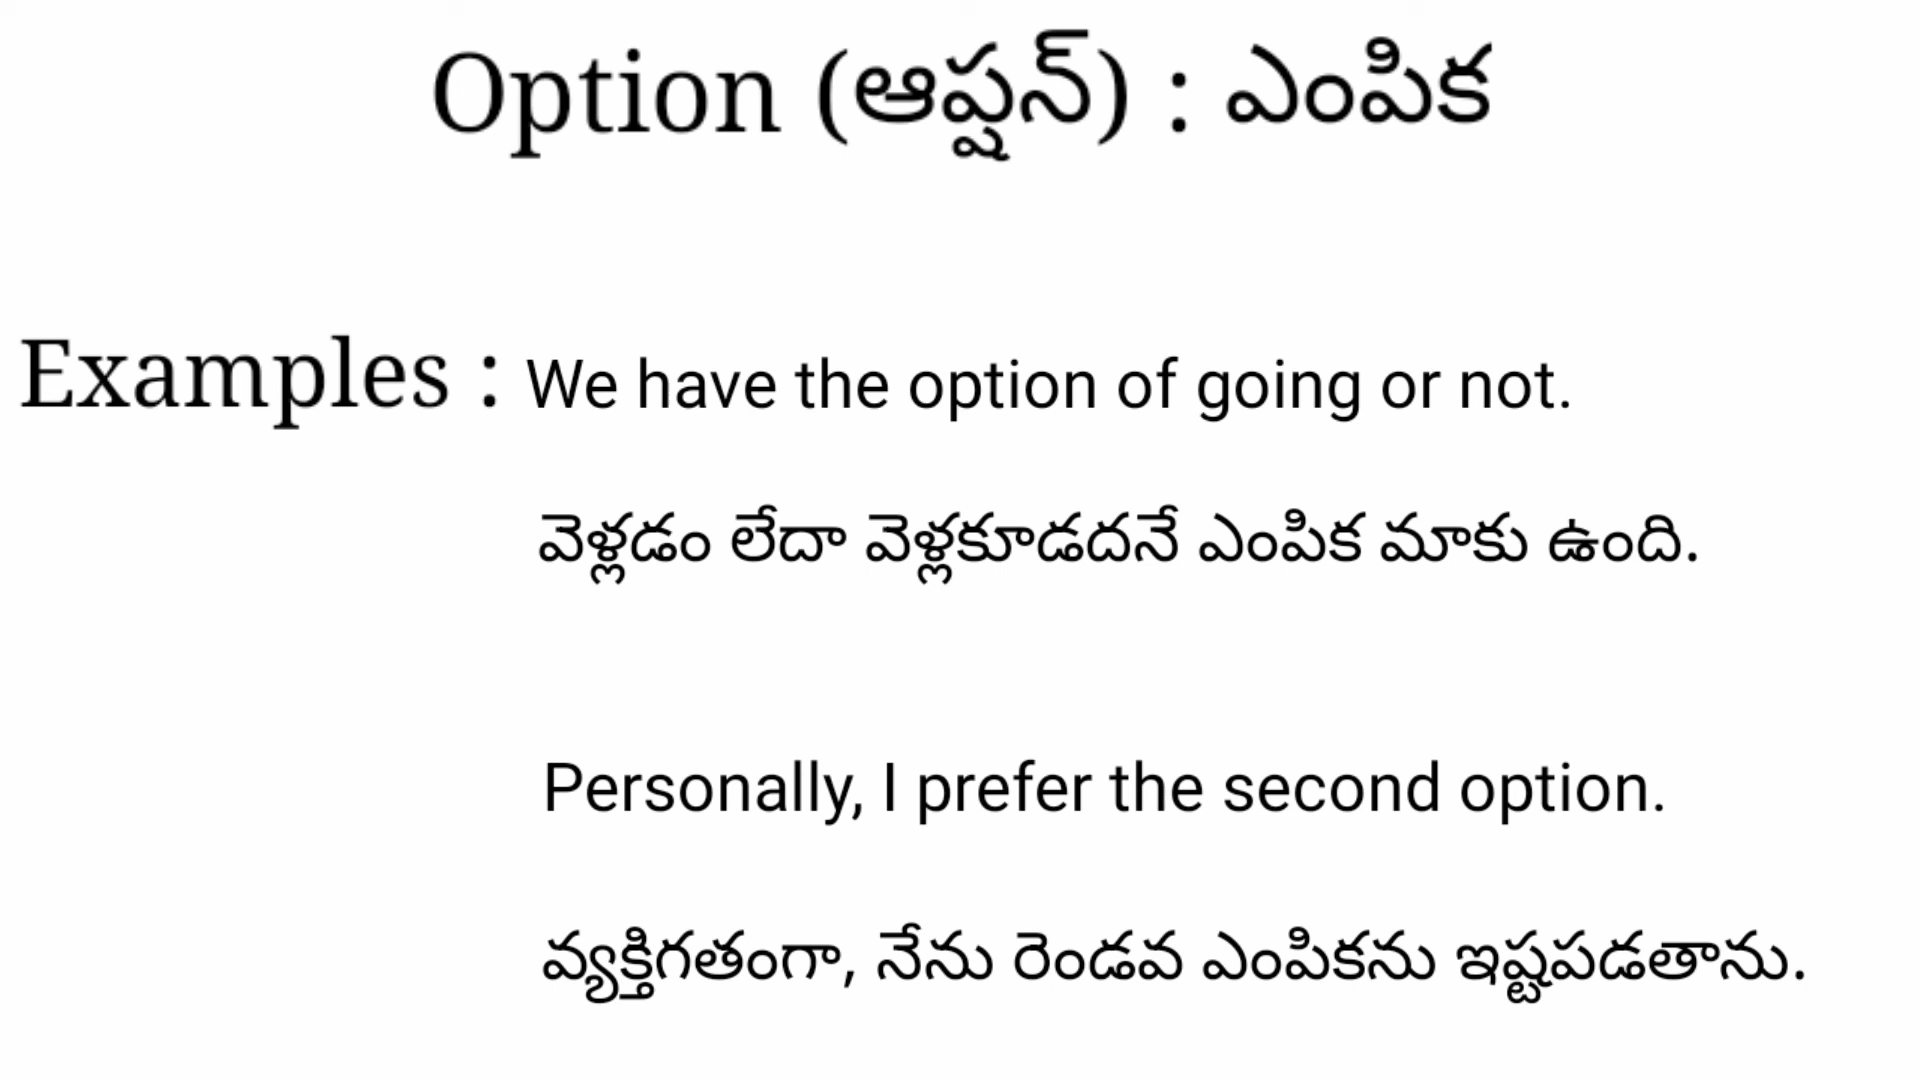 Option (ఆప్షన్) : ఎంపిక
Examples : We have the option of going or not.
వెళ్లడం లేదా వెళ్లకూడదనే ఎంపిక మాకు ఉంది.
Personally, I prefer the second option.
వ్యక్తిగతంగా, నేను రెండవ ఎంపికను ఇష్టపడతాను.